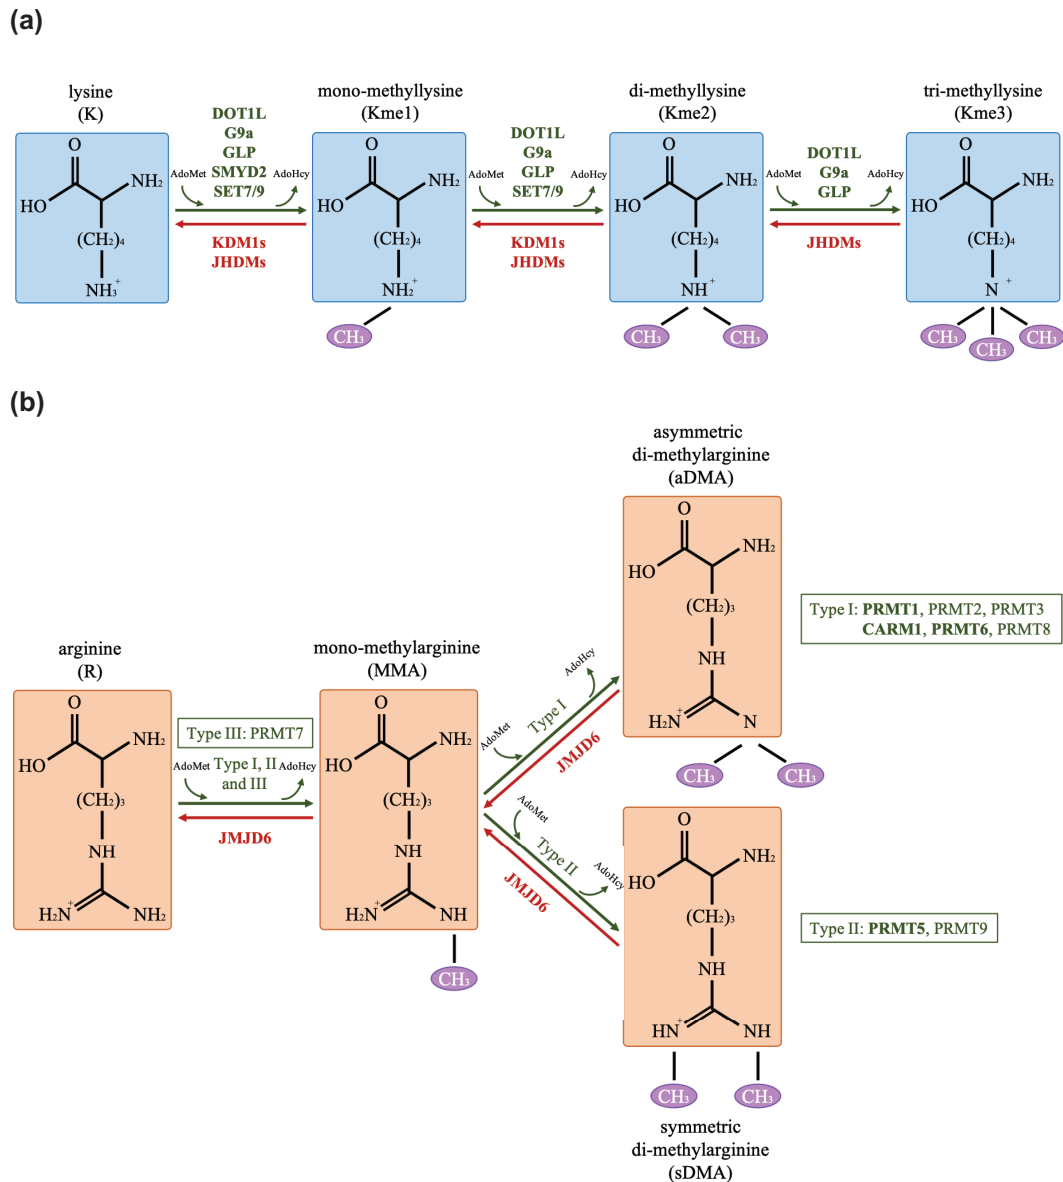 (a)
lysine
(K)
mono-methyllysine
(Kme1)
di-methyllysine
(Kme2)
tri-methyllysine
(Kme3)
O
NH₂
HO
(CH₂)₄
NH₃⁺
DOT1L
G9a
GLP
SMYD2
SET7/9
AdoMet
AdoHcy
KDM1s
JHDMs
O
NH₂
HO
(CH₂)₄
NH₂⁺
CH₃
DOT1L
G9a
GLP
SET7/9
AdoMet
AdoHcy
KDM1s
JHDMs
O
NH₂
HO
(CH₂)₄
NH⁺
CH₃
CH₃
DOT1L
G9a
GLP
AdoMet
AdoHcy
JHDMs
O
NH₂
HO
(CH₂)₄
N⁺
CH₃
CH₃
CH₃
(b)
arginine
(R)
O
NH₂
HO
(CH₂)₃
NH
H₂N⁺
NH₂
Type III: PRMT7
AdoMet
Type I, II
and III
AdoHcy
JMJD6
mono-methylarginine
(MMA)
O
NH₂
HO
(CH₂)₃
NH
H₂N⁺
NH
CH₃
AdoMet
Type I
AdoHcy
JMJD6
AdoMet
Type II
AdoHcy
JMJD6
asymmetric
di-methylarginine
(aDMA)
O
NH₂
HO
(CH₂)₃
NH
H₂N⁺
N
CH₃
CH₃
Type I: PRMT1, PRMT2, PRMT3
CARM1, PRMT6, PRMT8
O
NH₂
HO
(CH₂)₃
NH
HN⁺
NH
CH₃
CH₃
Type II: PRMT5, PRMT9
symmetric
di-methylarginine
(sDMA)